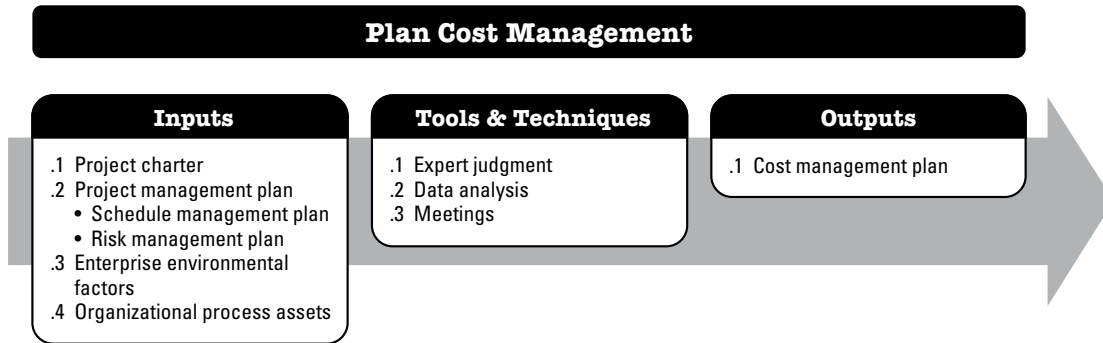 Plan Cost Management
Inputs
.1 Project charter
.2 Project management plan
• Schedule management plan
• Risk management plan
.3 Enterprise environmental
factors
.4 Organizational process assets
Tools & Techniques
.1 Expert judgment
.2 Data analysis
.3 Meetings
Outputs
.1 Cost management plan